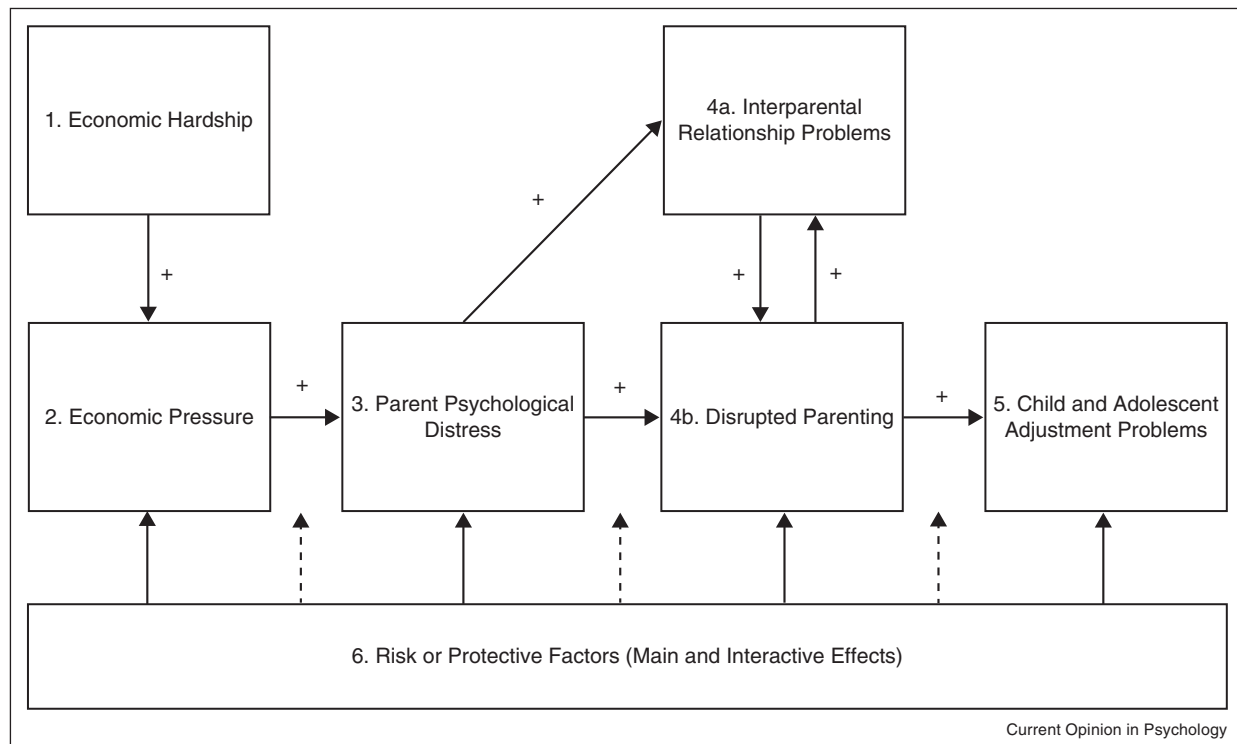 1. Economic Hardship
4a. Interparental
Relationship Problems
+
+
+
+
2. Economic Pressure
+
3. Parent Psychological
Distress
+
4b. Disrupted Parenting
+
5. Child and Adolescent
Adjustment Problems
6. Risk or Protective Factors (Main and Interactive Effects)
Current Opinion in Psychology